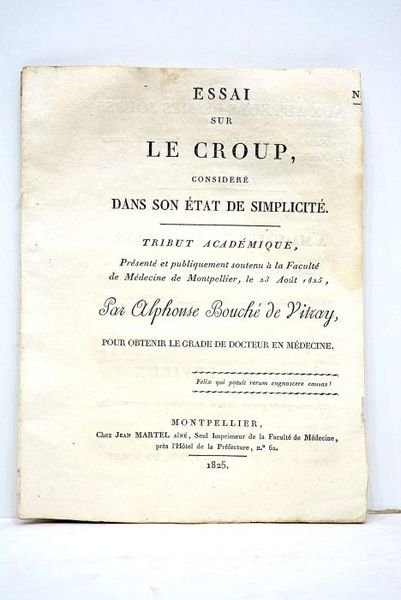 ESSAI
N
SUR
LE CROUP,
CONSIDERÉ
DANS SON ÉTAT DE SIMPLICITÉ.
TRIBUT ACADÉMIQUE,
Présenté et publiquement soutenu à la Faculté
de Médecine de Montpellier, le 23 Août 1825,
Par Alphonse Bouché de Vitray,
POUR OBTENIR LE GRADE DE DOCTEUR EN MÉDECINE.
Felix qui potuit rerum cognoscere causas!
MONTPELLIER,
Chez JEAN MARTEL AÎNÉ, Seul Imprimeur de la Faculté de Médecine,
près l'Hôtel de la Préfecture, n.º 62.
1825.